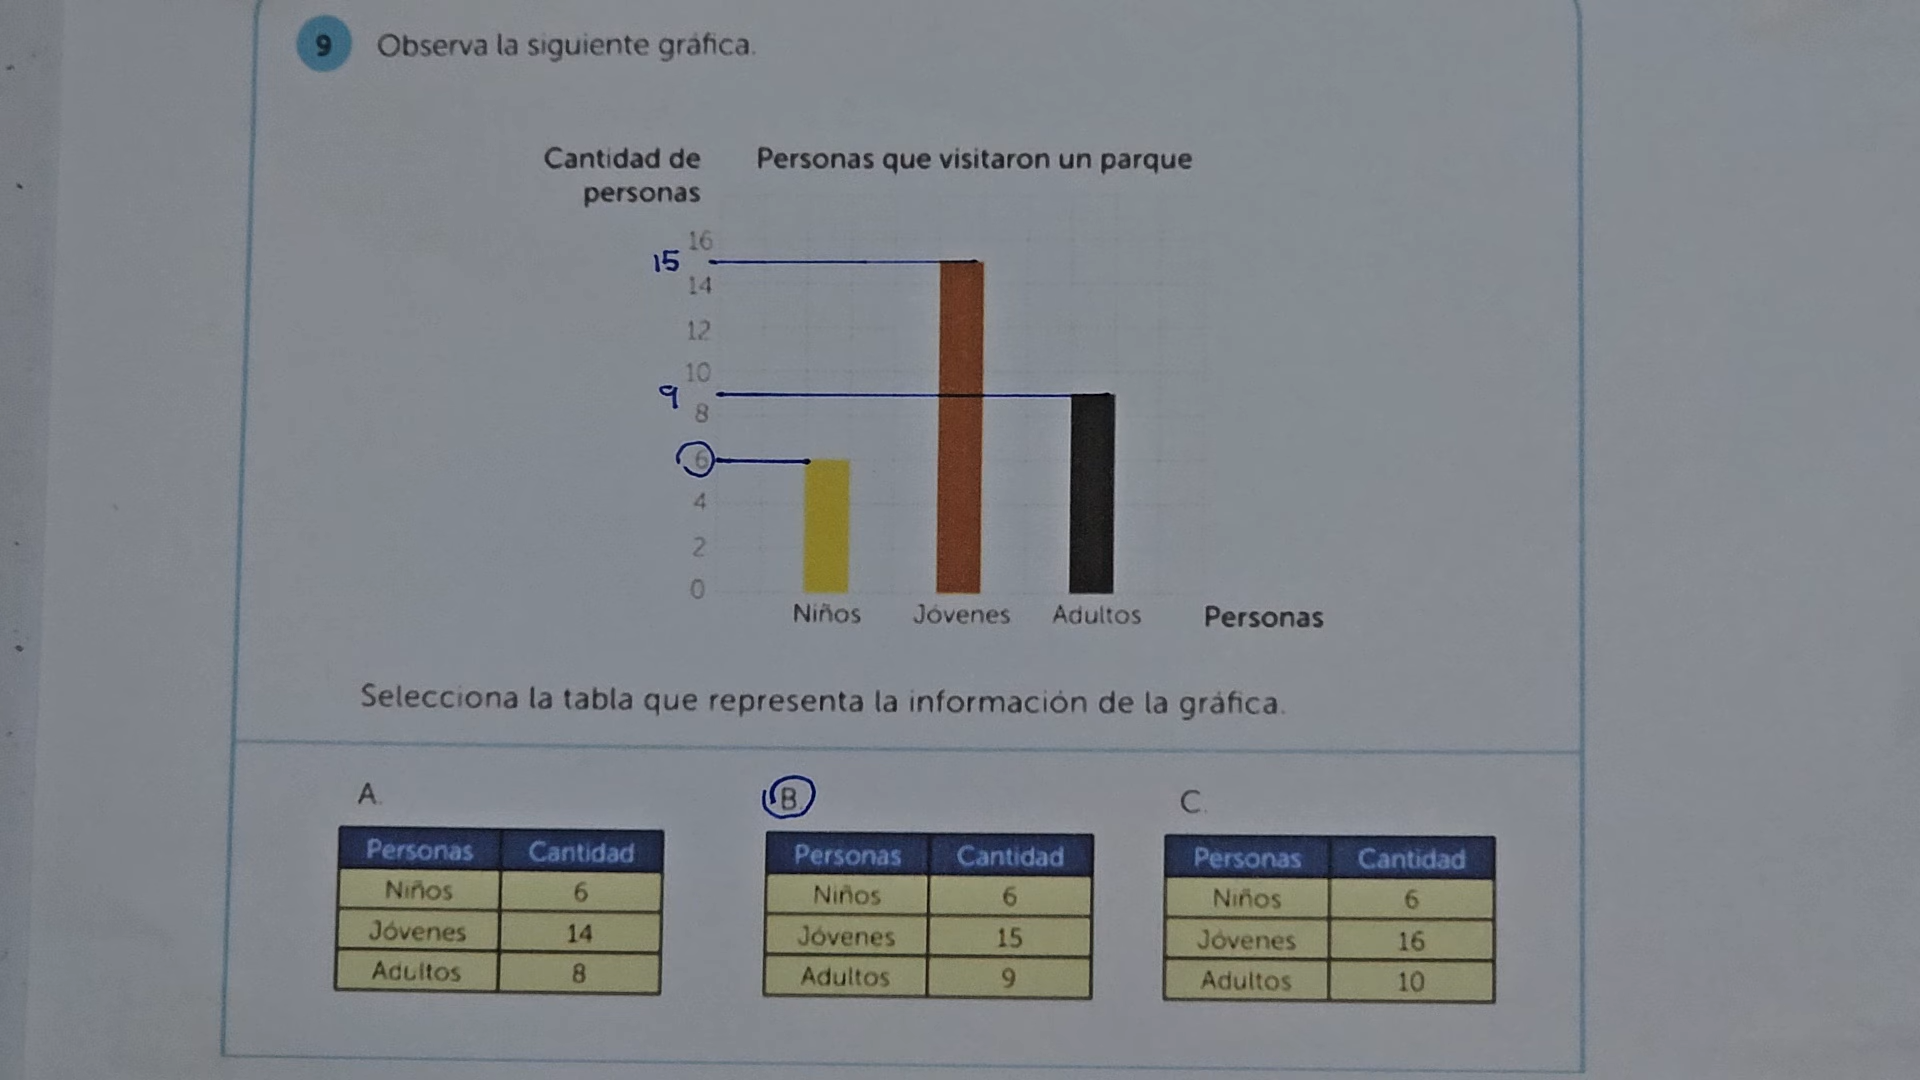 9 Observa la siguiente gráfica.
Cantidad de personas
Personas que visitaron un parque
16
15
14
12
10
9
8
6
4
2
0
Niños Jóvenes Adultos Personas
Selecciona la tabla que representa la información de la gráfica.
A.
Personas Cantidad
Niños 6
Jóvenes 14
Adultos 8
B.
Personas Cantidad
Niños 6
Jóvenes 15
Adultos 9
C.
Personas Cantidad
Niños 6
Jóvenes 16
Adultos 10